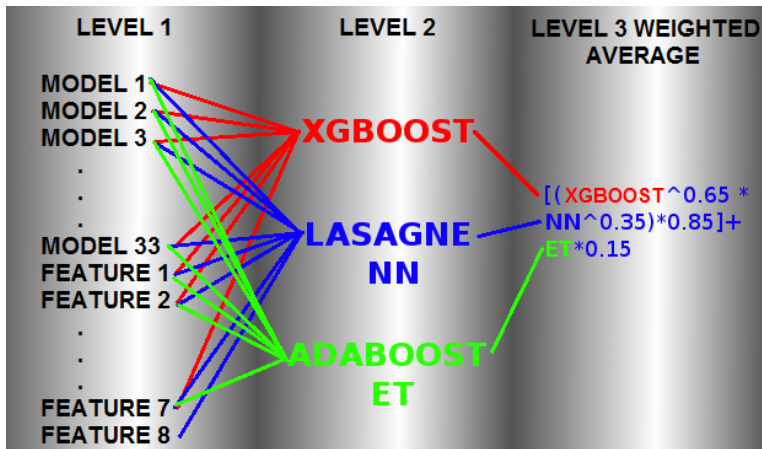 LEVEL 1
LEVEL 2
LEVEL 3 WEIGHTED
AVERAGE
MODEL 1
MODEL 2
MODEL 3
.
.
.
MODEL 33
FEATURE 1
FEATURE 2
.
.
.
FEATURE 7
FEATURE 8
XGBOOST
LASAGNE
NN
ADABOOST
ET
[(XGBOOST^0.65 *
NN^0.35)*0.85]+
ET*0.15